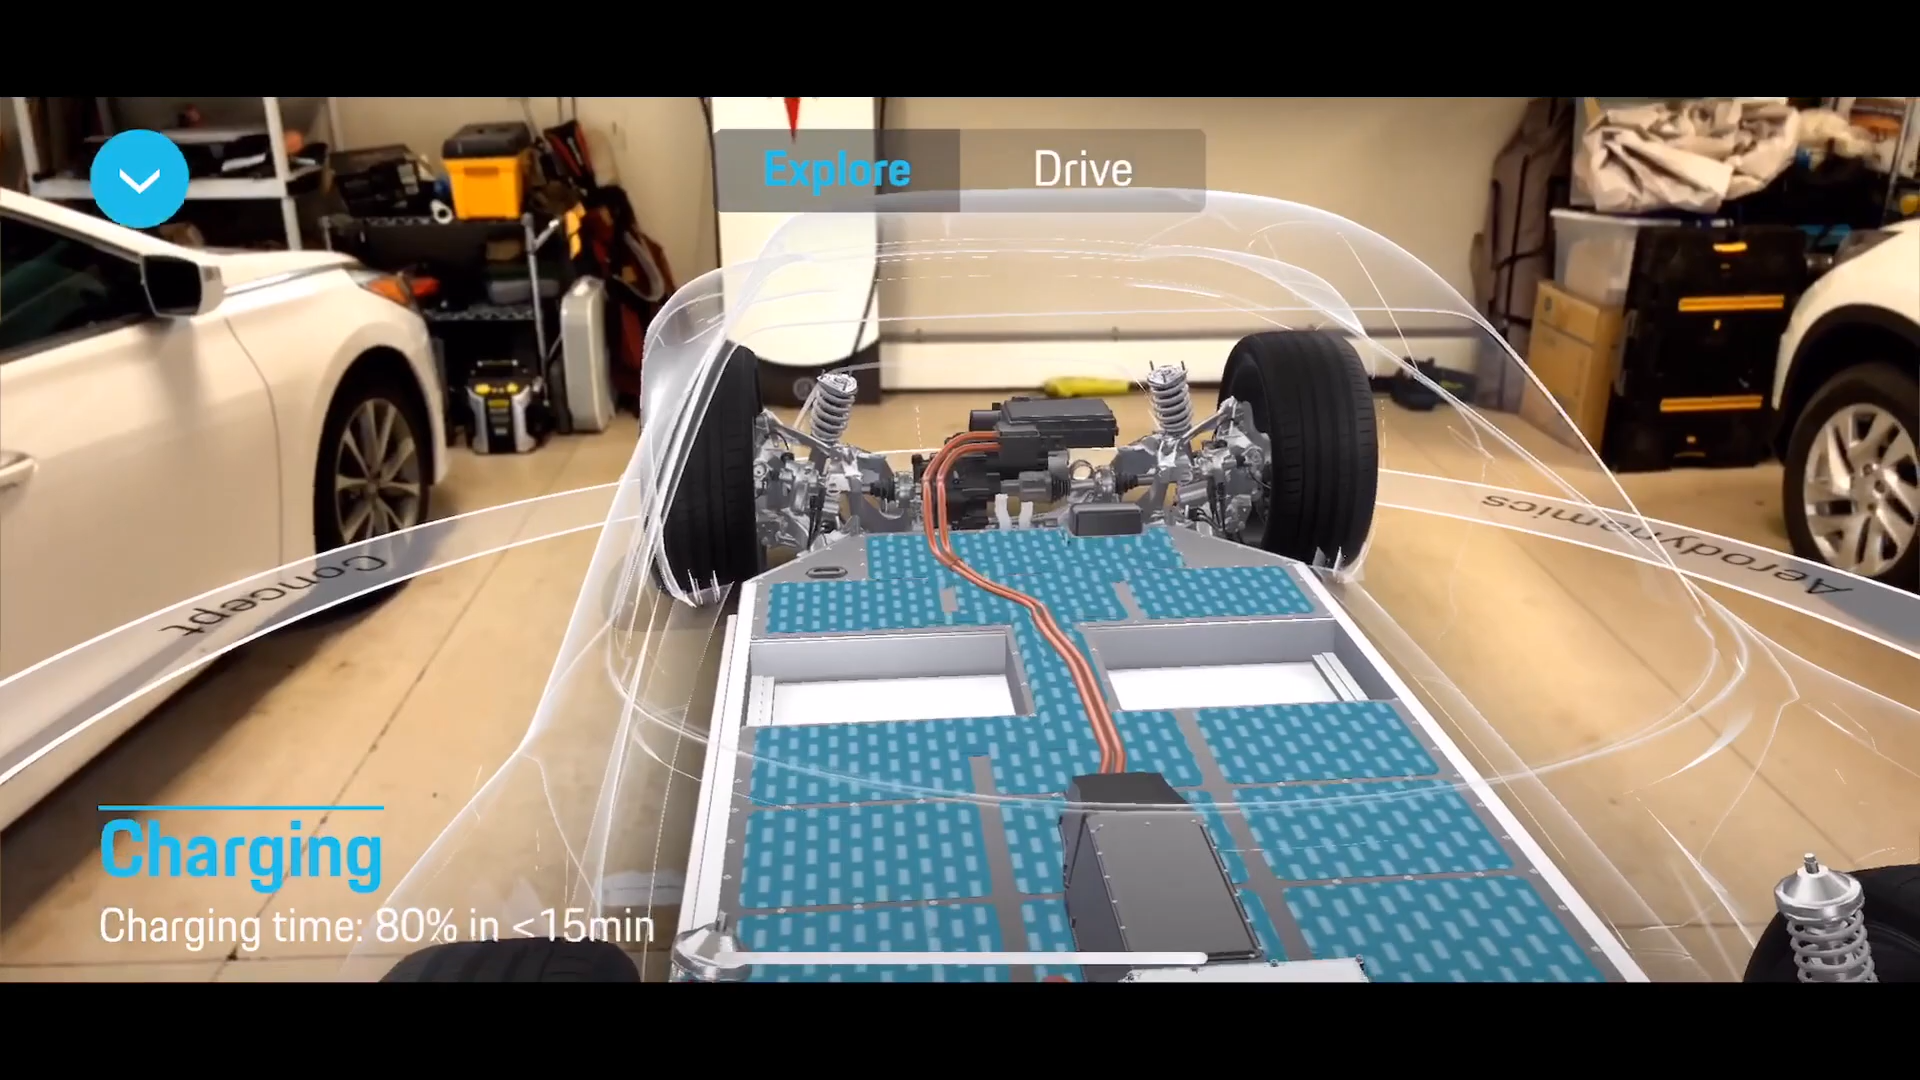 Explore
Drive
Concept
Aerodynamics
Charging
Charging time: 80% in <15min